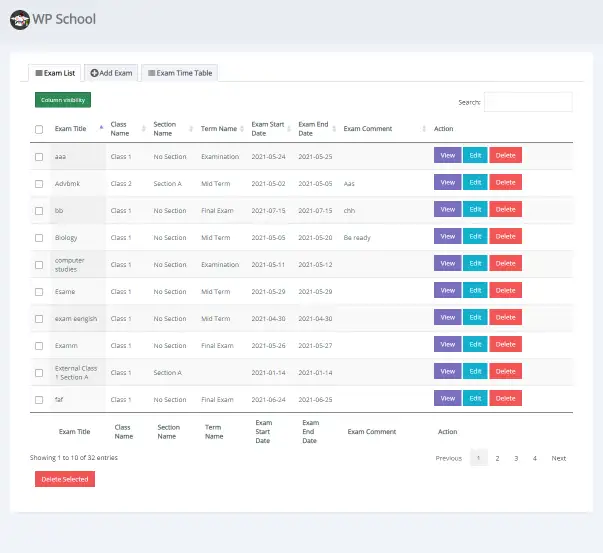 WP School
Exam List Add Exam Exam Time Table
Column visibility Search:
Exam Title Class Name Section Name Term Name Exam Start Date Exam End Date Exam Comment Action
aaa Class 1 No Section Examination 2021-05-24 2021-05-25 View Edit Delete
Advbmk Class 2 Section A Mid Term 2021-05-02 2021-05-05 Aas View Edit Delete
bb Class 1 No Section Final Exam 2021-07-15 2021-07-15 chh View Edit Delete
Biology Class 1 No Section Mid Term 2021-05-05 2021-05-20 Be ready View Edit Delete
computer studies Class 1 No Section Examination 2021-05-11 2021-05-12 View Edit Delete
Esame Class 1 No Section Mid Term 2021-05-29 2021-05-29 View Edit Delete
exam eengish Class 1 No Section Mid Term 2021-04-30 2021-04-30 View Edit Delete
Examm Class 1 No Section Final Exam 2021-05-26 2021-05-27 View Edit Delete
External Class 1 Section A Class 1 Section A 2021-01-14 2021-01-14 View Edit Delete
faf Class 1 No Section Final Exam 2021-06-24 2021-06-25 View Edit Delete
Exam Title Class Name Section Name Term Name Exam Start Date Exam End Date Exam Comment Action
Showing 1 to 10 of 32 entries Previous 1 2 3 4 Next
Delete Selected